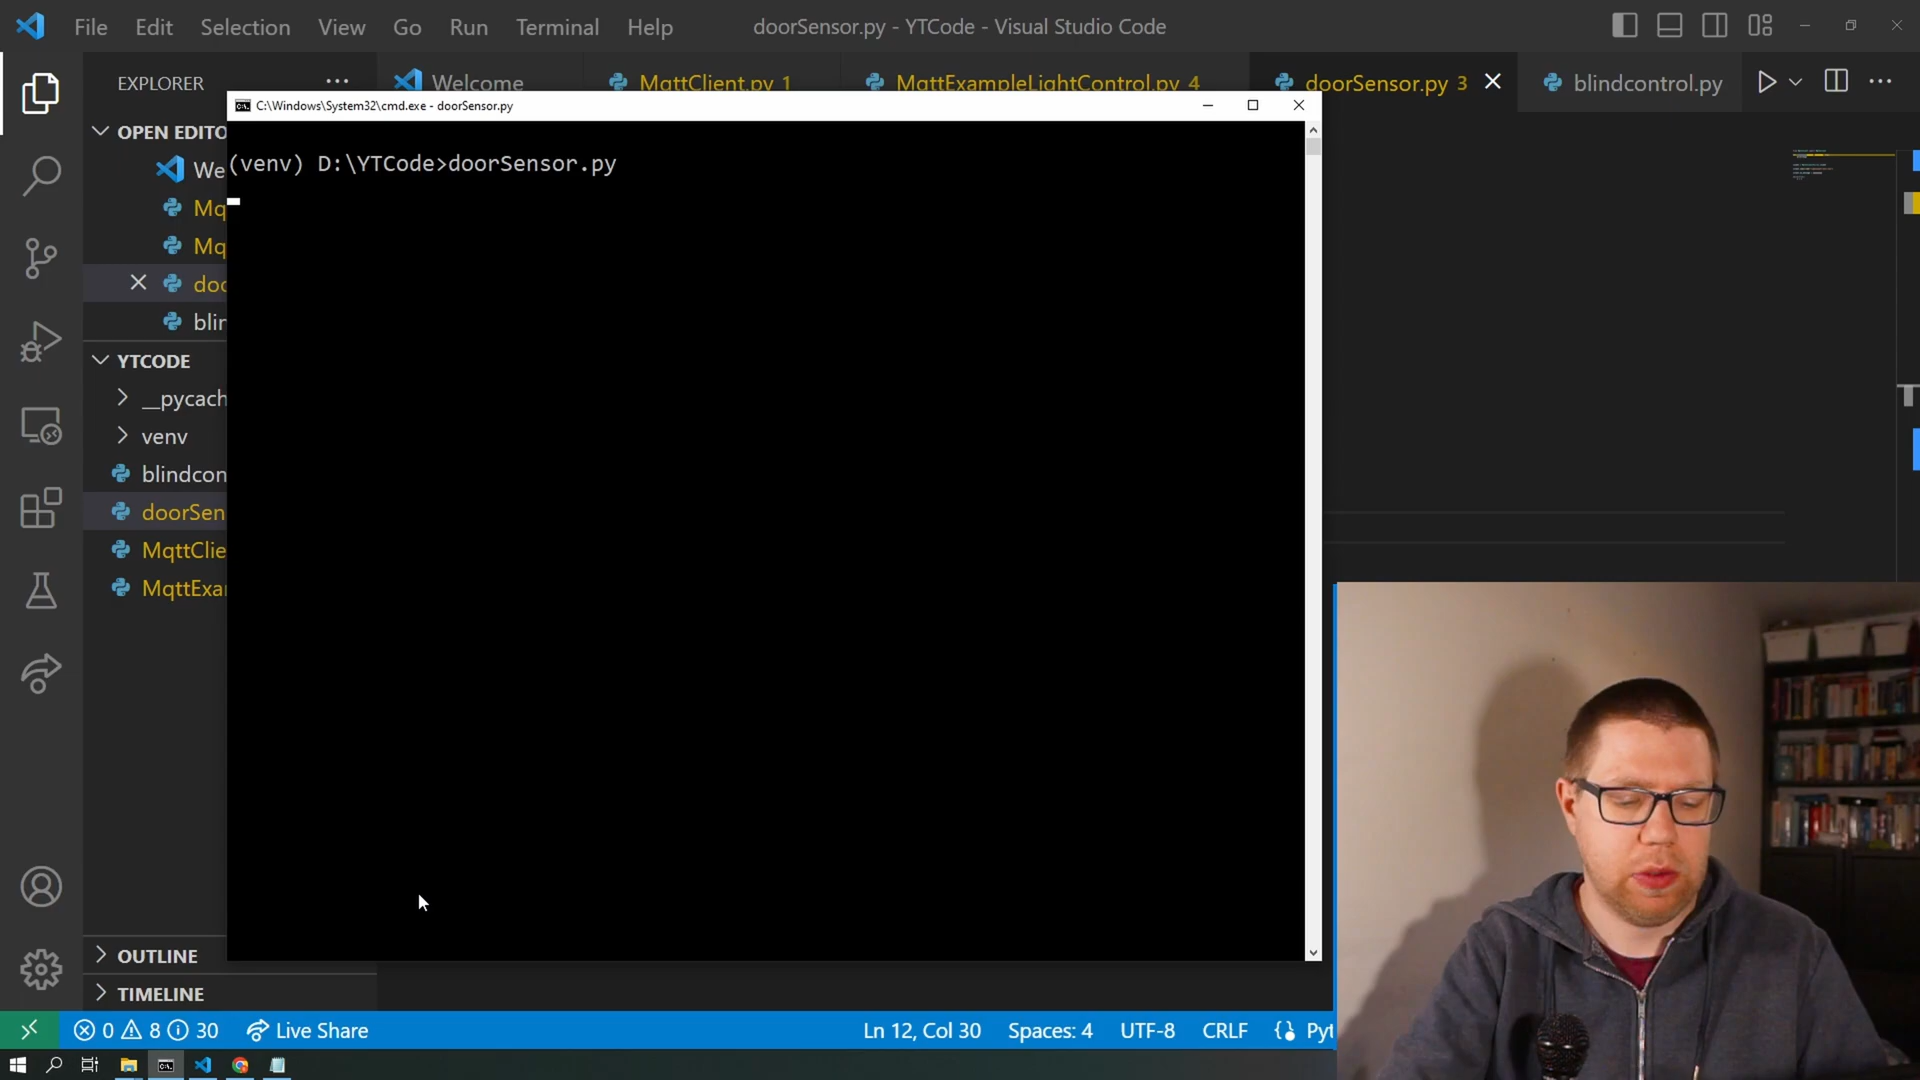 File Edit Selection View Go Run Terminal Help
doorSensor.py - YTCode - Visual Studio Code
EXPLORER
Welcome
MqttClient.py 1
MqttExampleLightControl.py 4
doorSensor.py 3
blindcontrol.py
C:\Windows\System32\cmd.exe - doorSensor.py
OPEN EDITO
(venv) D:\YTCode>doorSensor.py
We
Mq
Mq
doo
blin
YTCODE
__pycach
venv
blindcon
doorSen
MqttClie
MqttExar
OUTLINE
TIMELINE
0 8 30 Live Share
Ln 12, Col 30 Spaces: 4 UTF-8 CRLF Pyt